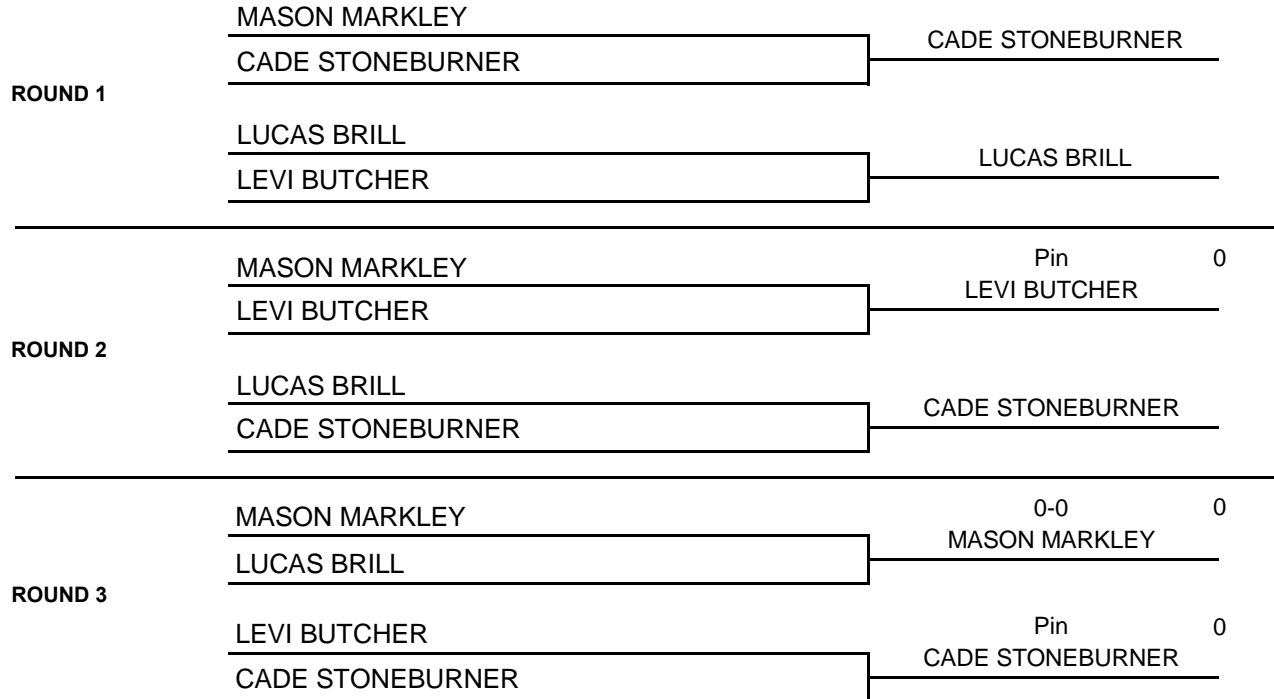 MASON MARKLEY
CADE STONEBURNER
CADE STONEBURNER
ROUND 1
LUCAS BRILL
LUCAS BRILL
LEVI BUTCHER
Pin 0
MASON MARKLEY
LEVI BUTCHER
LEVI BUTCHER
ROUND 2
LUCAS BRILL
CADE STONEBURNER
CADE STONEBURNER
0-0 0
MASON MARKLEY
MASON MARKLEY
LUCAS BRILL
ROUND 3
LEVI BUTCHER
Pin 0
CADE STONEBURNER
CADE STONEBURNER